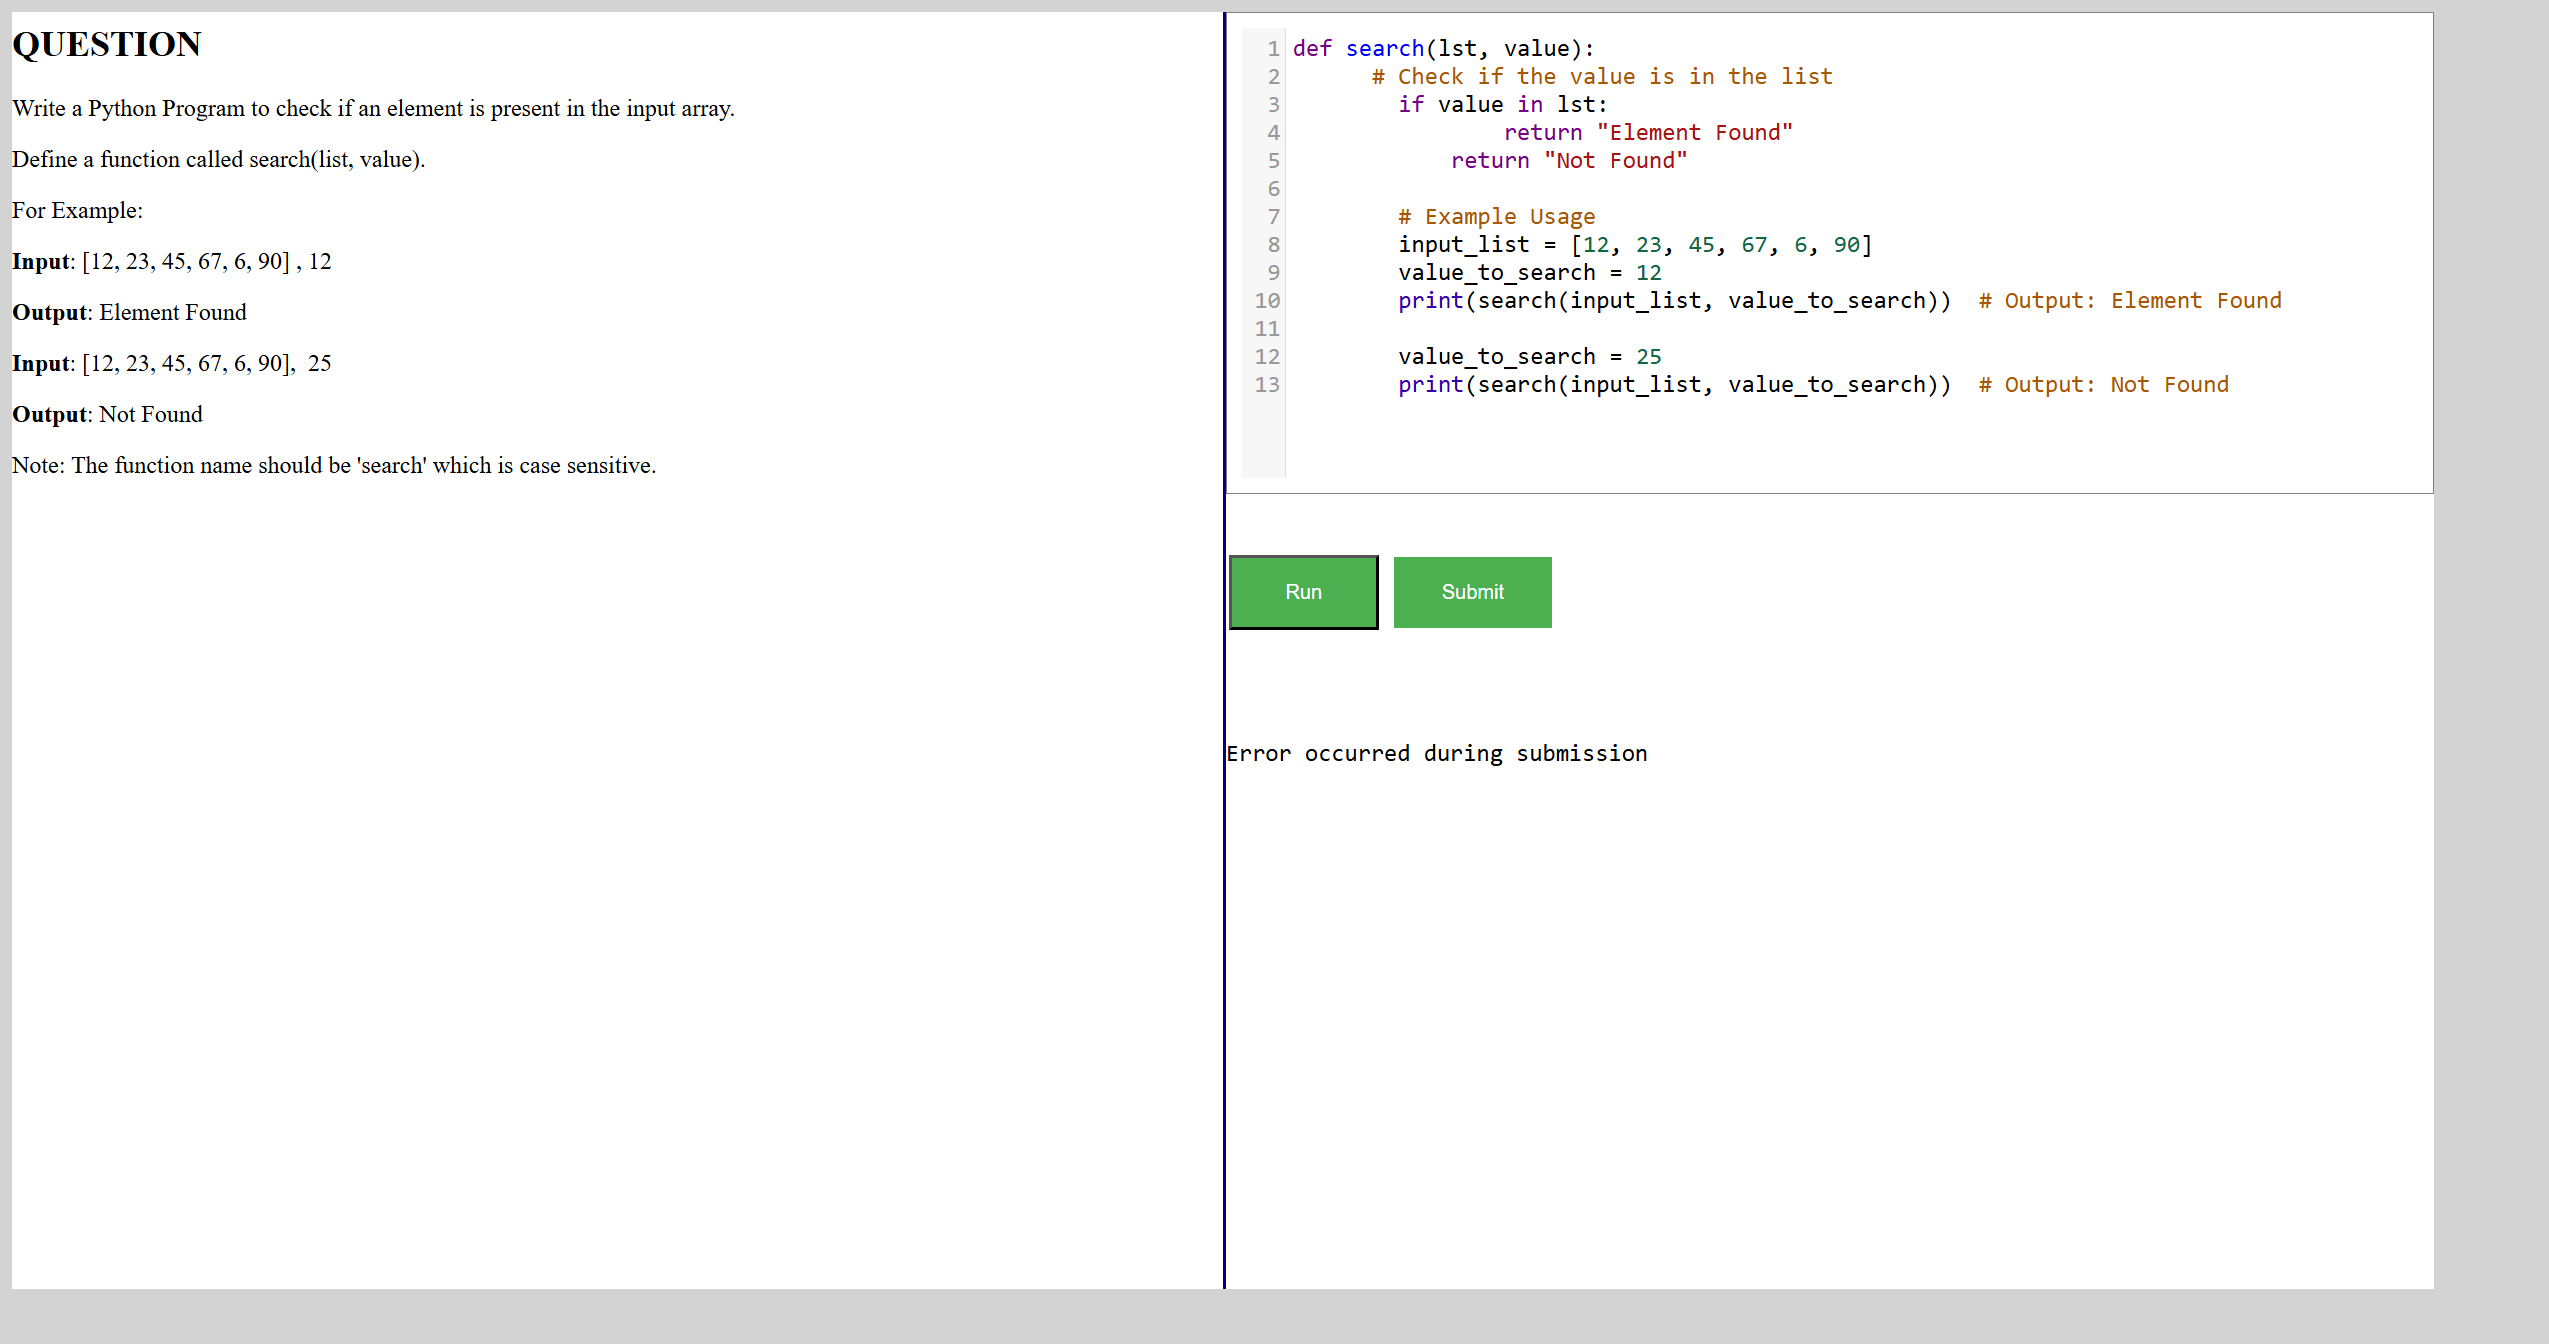 QUESTION
Write a Python Program to check if an element is present in the input array.
Define a function called search(list, value).
For Example:
Input: [12, 23, 45, 67, 6, 90] , 12
Output: Element Found
Input: [12, 23, 45, 67, 6, 90],  25
Output: Not Found
Note: The function name should be 'search' which is case sensitive.
1 def search(lst, value):
2       # Check if the value is in the list
3         if value in lst:
4                 return "Element Found"
5             return "Not Found"
6
7         # Example Usage
8         input_list = [12, 23, 45, 67, 6, 90]
9         value_to_search = 12
10         print(search(input_list, value_to_search))  # Output: Element Found
11
12         value_to_search = 25
13         print(search(input_list, value_to_search))  # Output: Not Found
Run Submit
Error occurred during submission